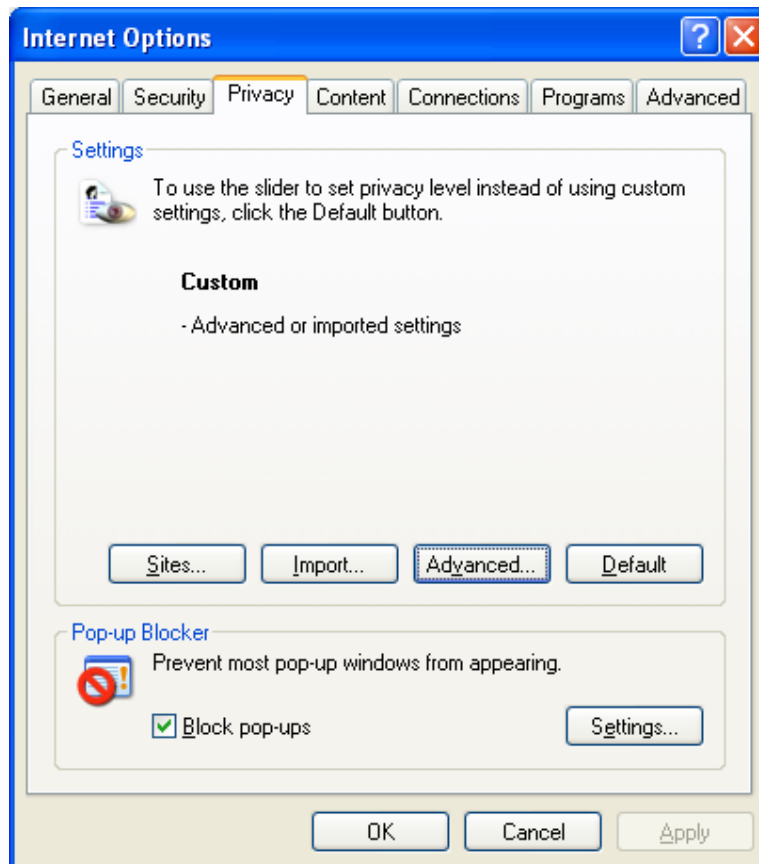 Internet Options
General Security Privacy Content Connections Programs Advanced
Settings
To use the slider to set privacy level instead of using custom
settings, click the Default button.
Custom
- Advanced or imported settings
Sites... Import... Advanced... Default
Pop-up Blocker
Prevent most pop-up windows from appearing.
Block pop-ups Settings...
OK Cancel Apply